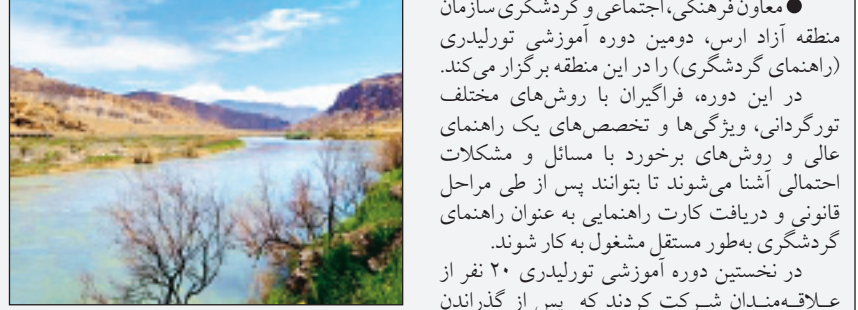 ● معاون فرهنگی، اجتماعی و گردشگری سازمان
منطقه آزاد ارس، دومین دوره آموزشی تورلیدری
(راهنمای گردشگری) را در این منطقه برگزار می‌کند.
در این دوره، فراگیران با روش‌های مختلف
تورگردانی، ویژگی‌ها و تخصص‌های یک راهنمای
عالی و روش‌های برخورد با مسائل و مشکلات
احتمالی آشنا می‌شوند تا بتوانند پس از طی مراحل
قانونی و دریافت کارت راهنمایی به عنوان راهنمای
گردشگری به‌طور مستقل مشغول به کار شوند.
در نخستین دوره آموزشی تورلیدری ۲۰ نفر از
علاقه‌مندان شرکت کردند که پس از گذراندن